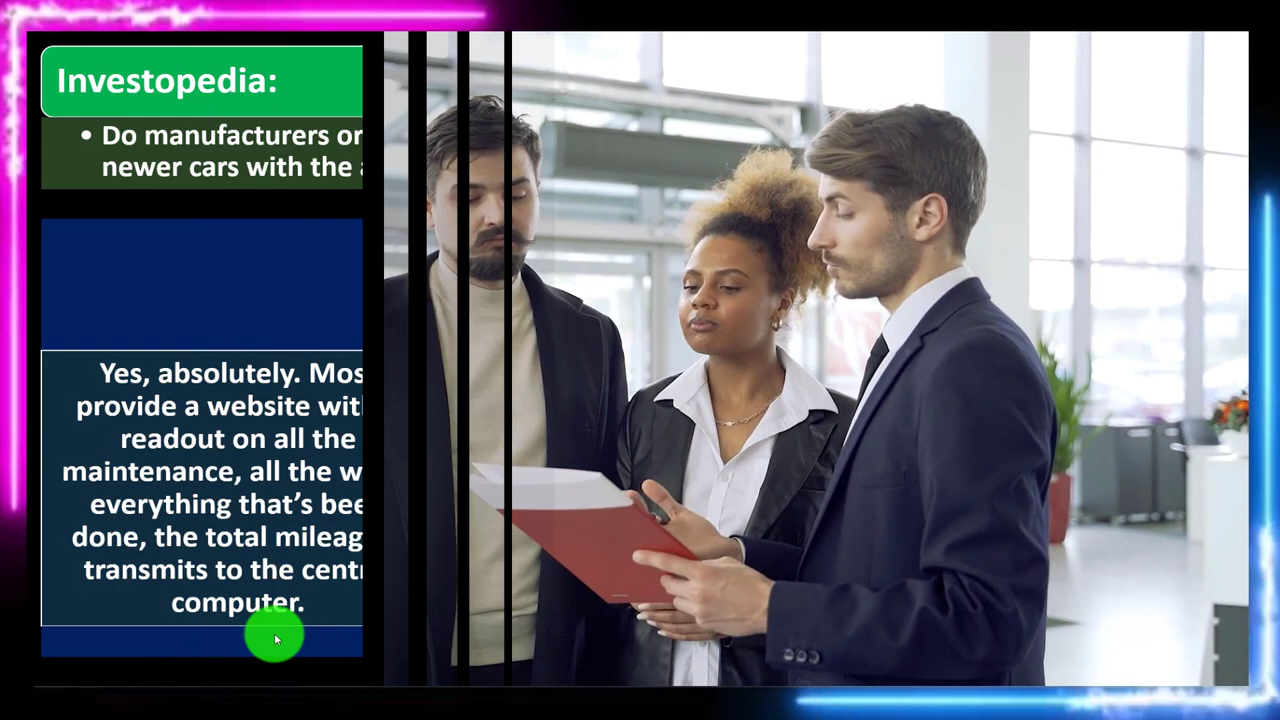 Investopedia:
• Do manufacturers or
newer cars with the
Yes, absolutely. Mos
provide a website wit
readout on all the
maintenance, all the w
everything that's bee
done, the total mileag
transmits to the cent
computer.